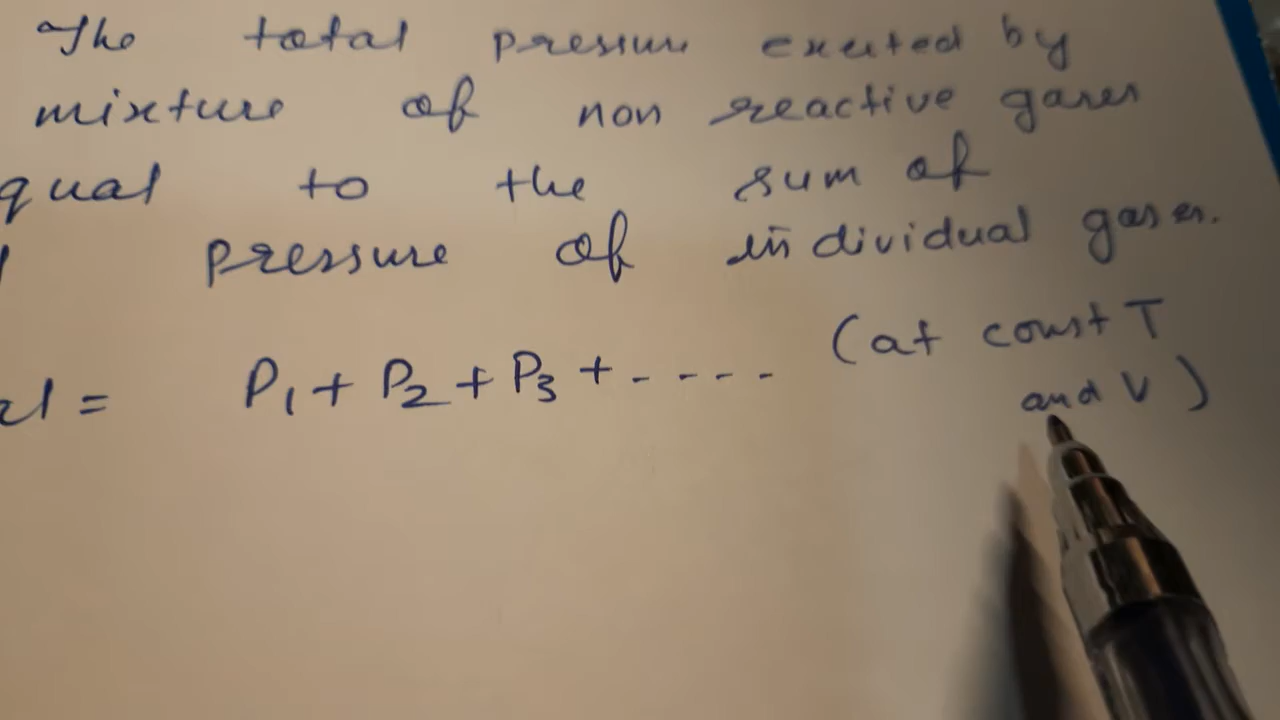 The total pressure exerted by
mixture of non reactive gases
qual to the sum of
pressure of individual gases.
al = P1 + P2 + P3 + - - - - (at const T
and V)